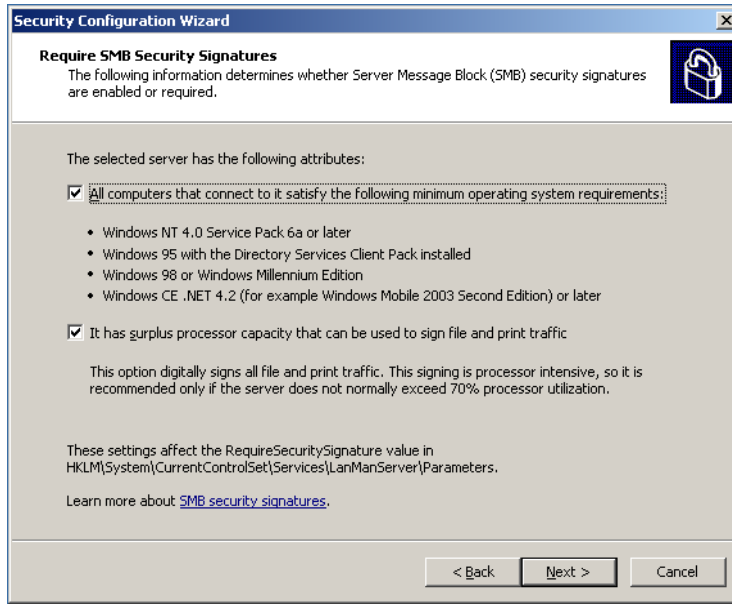 Security Configuration Wizard
Require SMB Security Signatures
The following information determines whether Server Message Block (SMB) security signatures
are enabled or required.
The selected server has the following attributes:
All computers that connect to it satisfy the following minimum operating system requirements:
• Windows NT 4.0 Service Pack 6a or later
• Windows 95 with the Directory Services Client Pack installed
• Windows 98 or Windows Millennium Edition
• Windows CE .NET 4.2 (for example Windows Mobile 2003 Second Edition) or later
It has surplus processor capacity that can be used to sign file and print traffic
This option digitally signs all file and print traffic. This signing is processor intensive, so it is
recommended only if the server does not normally exceed 70% processor utilization.
These settings affect the RequireSecuritySignature value in
HKLM\System\CurrentControlSet\Services\LanManServer\Parameters.
Learn more about SMB security signatures.
< Back Next > Cancel